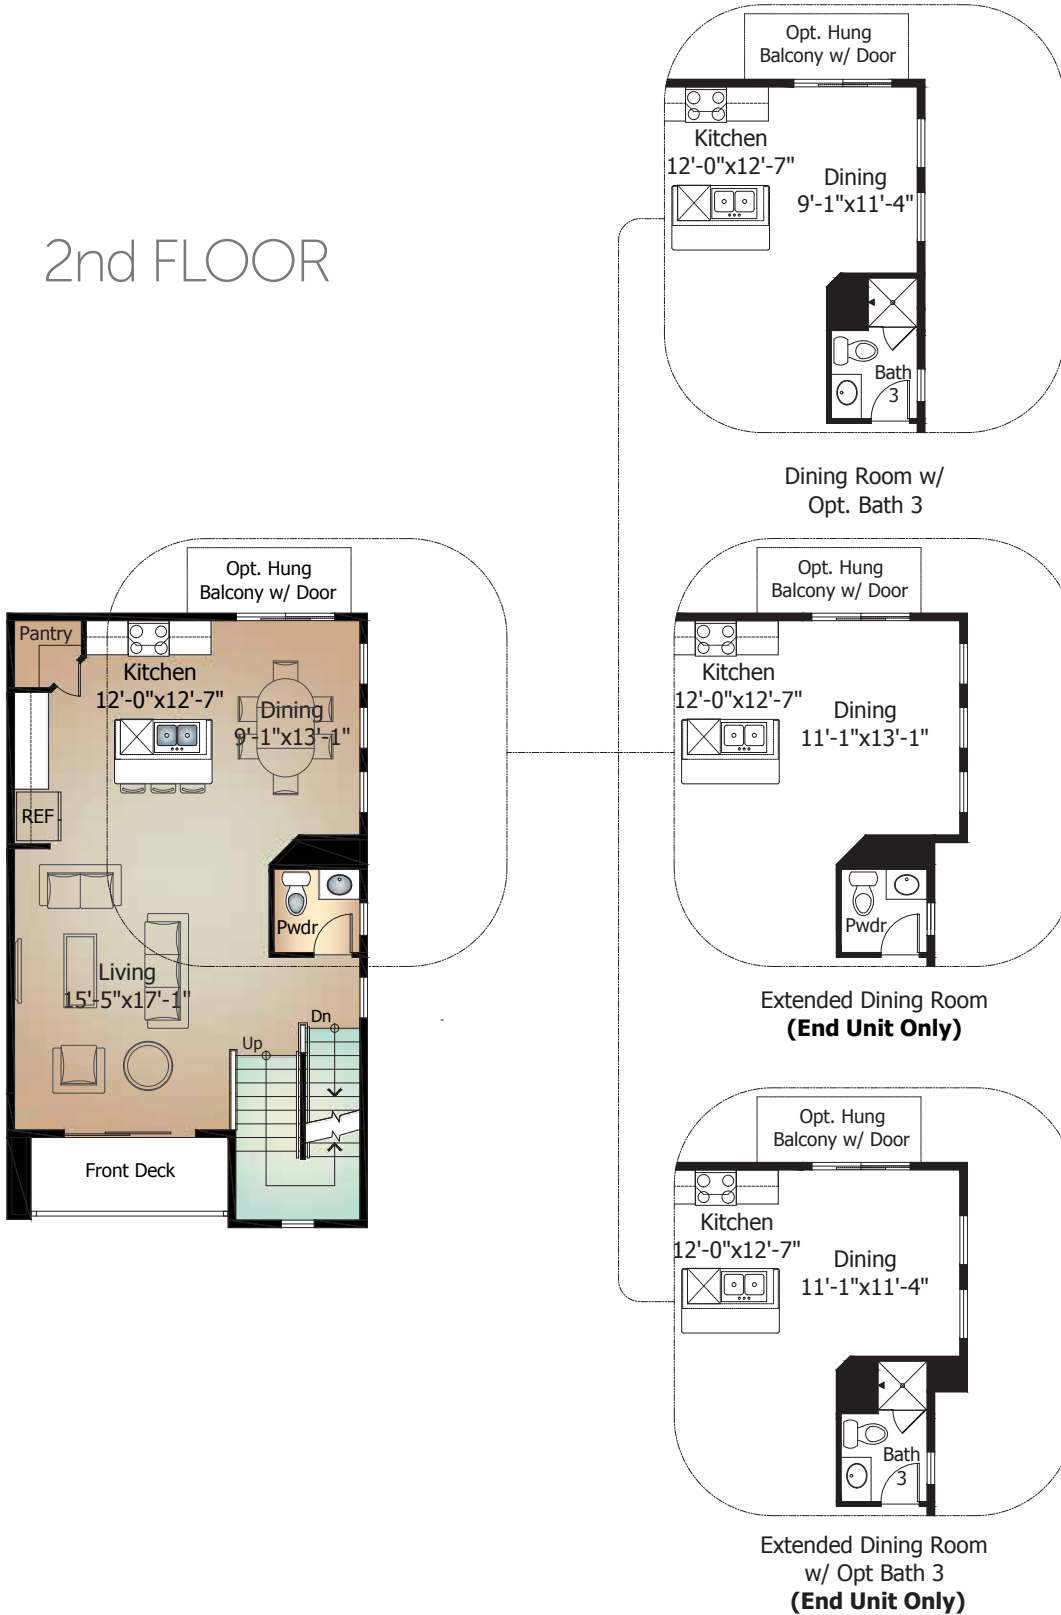 2nd FLOOR
Opt. Hung
Balcony w/ Door
Kitchen
12'-0"x12'-7"
Dining
9'-1"x11'-4"
Bath
3
Dining Room w/
Opt. Bath 3
Opt. Hung
Balcony w/ Door
Pantry
Kitchen
12'-0"x12'-7"
Dining
9'-1"x13'-1"
REF
Pwdr
Living
15'-5"x17'-1"
Dn
Up
Front Deck
Opt. Hung
Balcony w/ Door
Kitchen
12'-0"x12'-7"
Dining
11'-1"x13'-1"
Pwdr
Extended Dining Room
(End Unit Only)
Opt. Hung
Balcony w/ Door
Kitchen
12'-0"x12'-7"
Dining
11'-1"x11'-4"
Bath
3
Extended Dining Room
w/ Opt Bath 3
(End Unit Only)